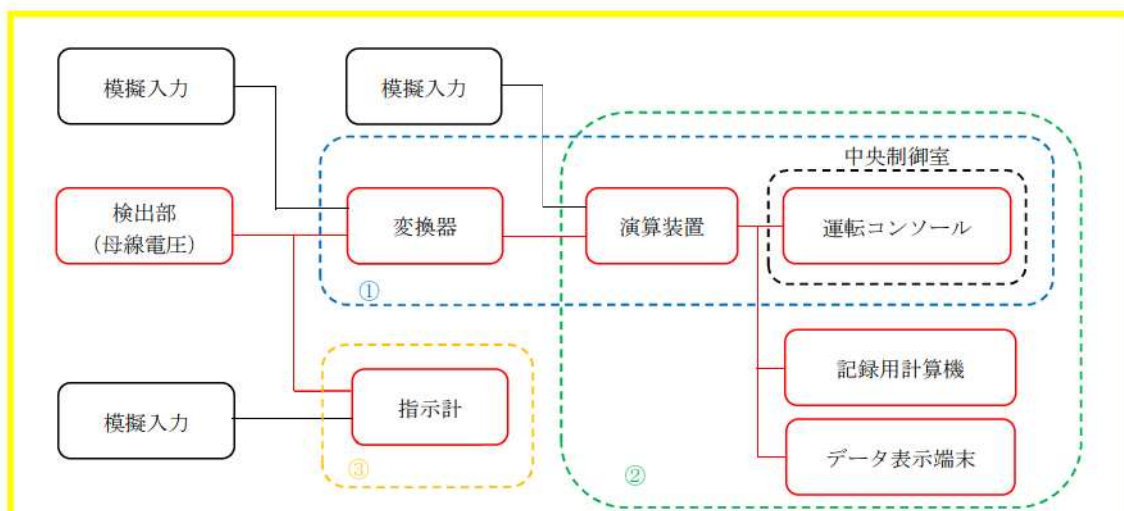 模擬入力
模擬入力
中央制御室
検出部
（母線電圧）
変換器
演算装置
運転コンソール
①
記録用計算機
模擬入力
指示計
データ表示端末
③
②